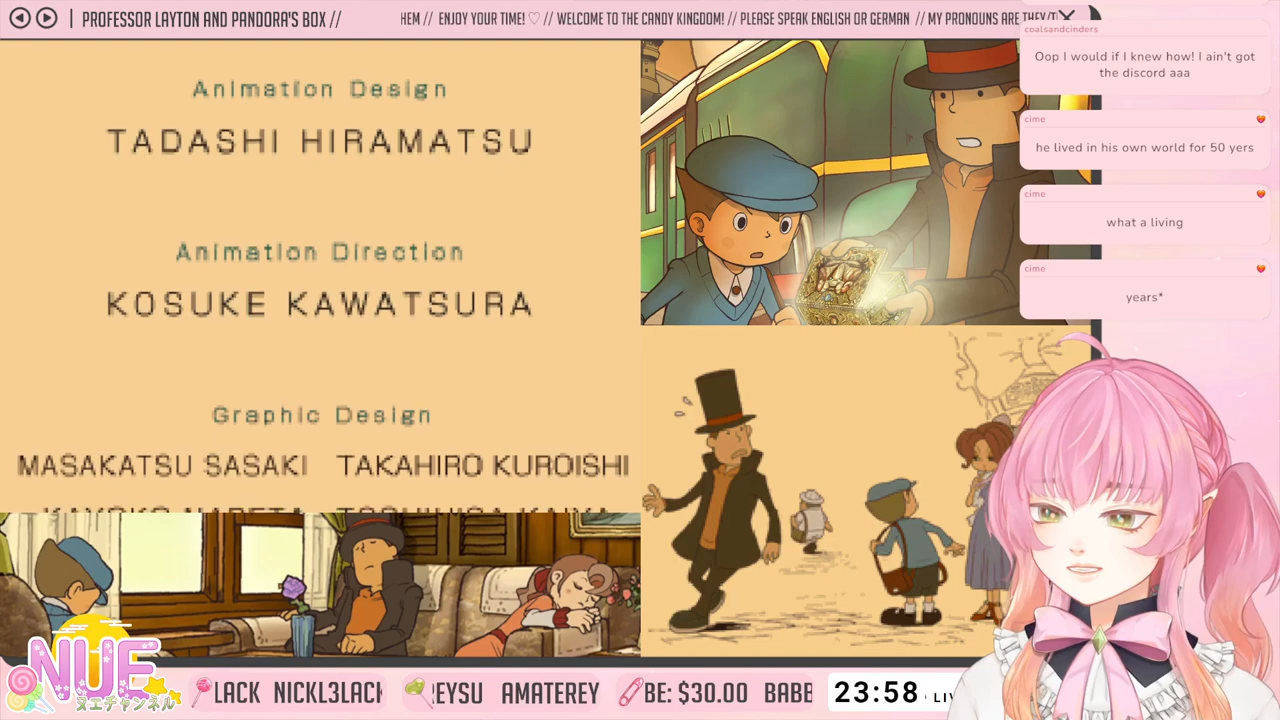 PROFESSOR LAYTON AND PANDORA'S BOX //
HEM // ENJOY YOUR TIME! ♡ // WELCOME TO THE CANDY KINGDOM! // PLEASE SPEAK ENGLISH OR GERMAN // MY PRONOUNS ARE THEY/T
coalsandcinders
Oop I would if I knew how! I ain't got
the discord aaa
cime
he lived in his own world for 50 yers
cime
what a living
cime
years*
Animation Design
TADASHI HIRAMATSU
Animation Direction
KOSUKE KAWATSURA
Graphic Design
MASAKATSU SASAKI TAKAHIRO KUROISHI
NUE
ヌエチャンネル
LACK NICKL3LACK
EYSU AMATEREY
BE: $30.00 BABB
23:58
LIV